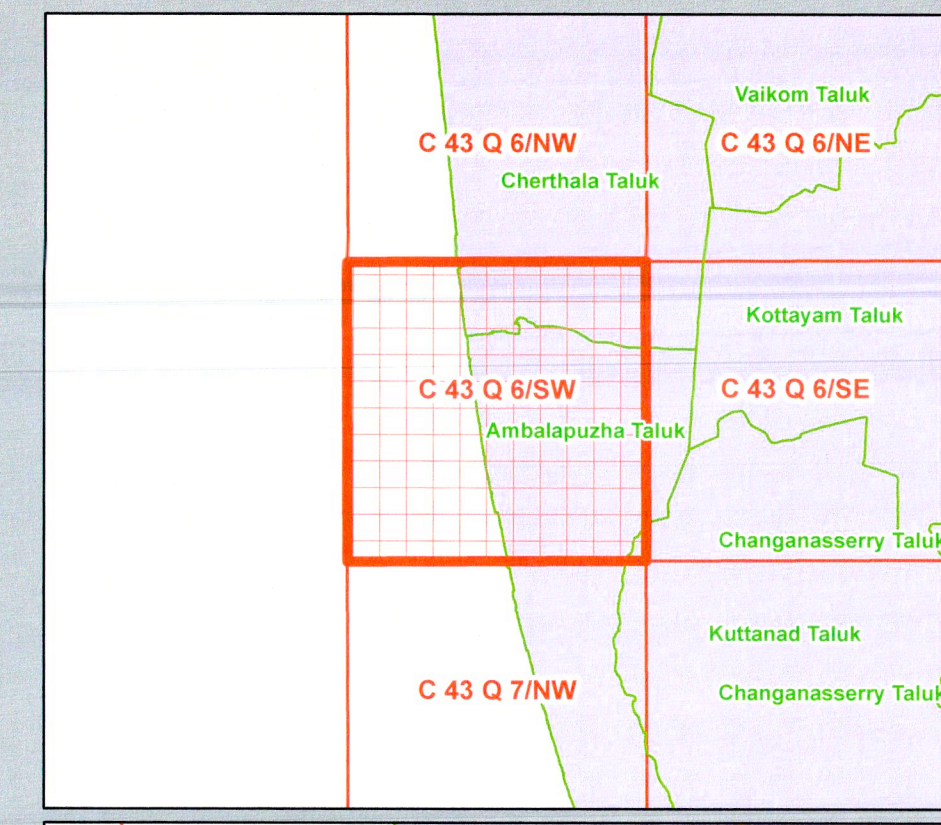 Vaikom Taluk
C 43 Q 6/NW
C 43 Q 6/NE
Cherthala Taluk
Kottayam Taluk
C 43 Q 6/SW
C 43 Q 6/SE
Ambalapuzha Taluk
Changanasserry Taluk
Kuttanad Taluk
C 43 Q 7/NW
Changanasserry Taluk